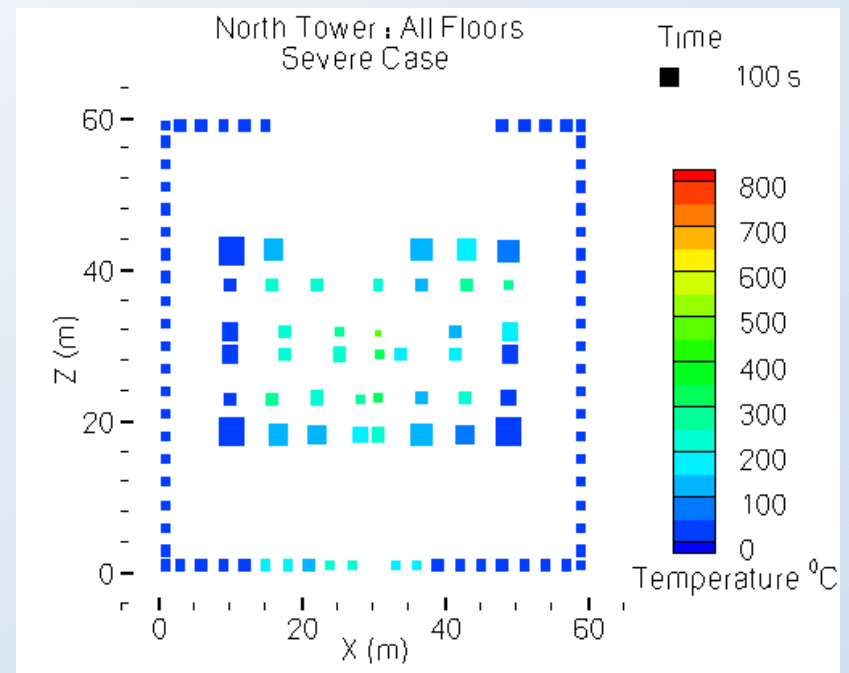 North Tower : All Floors
Severe Case
Time
100 s
60
40
20
0
Z (m)
0
20
40
60
X (m)
800
700
600
500
400
300
200
100
0
Temperature ⁰C